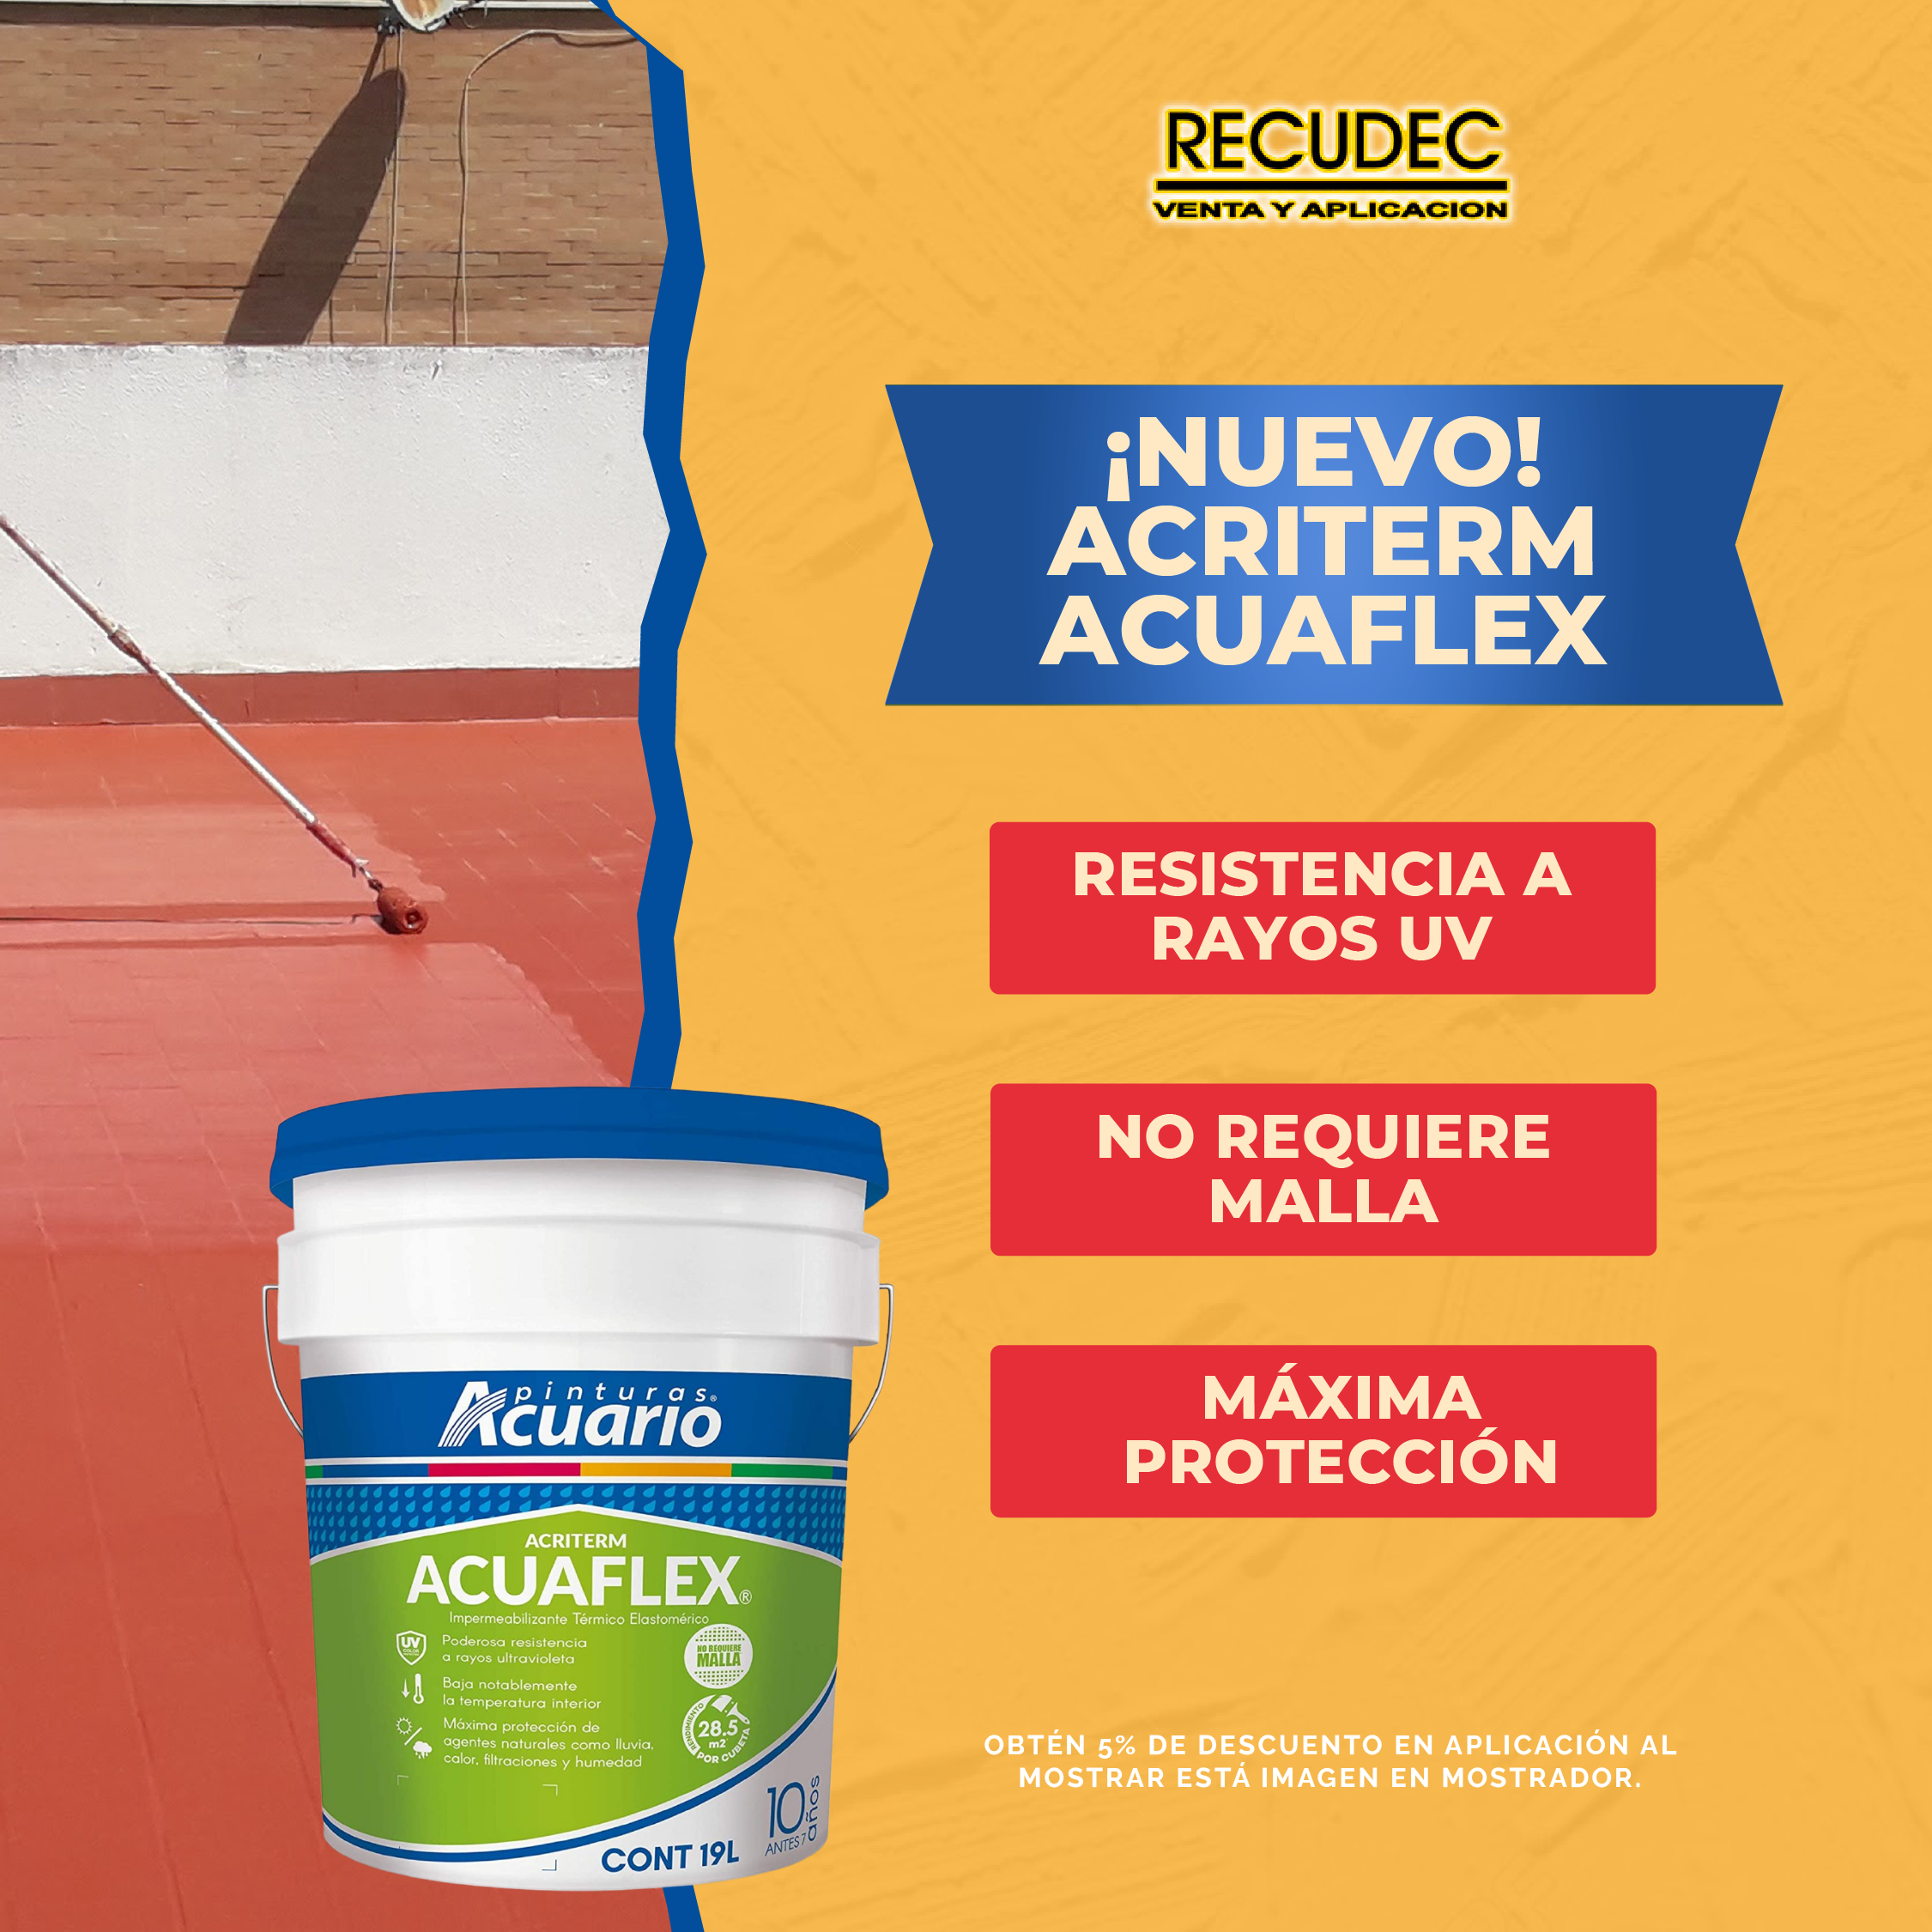 RECUDEC
VENTA Y APLICACION
¡NUEVO!
ACRITERM
ACUAFLEX
RESISTENCIA A
RAYOS UV
NO REQUIERE
MALLA
MÁXIMA
PROTECCIÓN
pinturas®
Acuario
ACRITERM
ACUAFLEX®
Impermeabilizante Térmico Elastomérico
UV
Poderosa resistencia
a rayos ultravioleta
NO REQUIERE
MALLA
Baja notablemente
la temperatura interior
Máxima protección de
agentes naturales como lluvia,
calor, filtraciones y humedad
RENDIMIENTO
28.5
m2
POR CUBETA
10 años
ANTES 7
CONT 19L
OBTÉN 5% DE DESCUENTO EN APLICACIÓN AL
MOSTRAR ESTÁ IMAGEN EN MOSTRADOR.